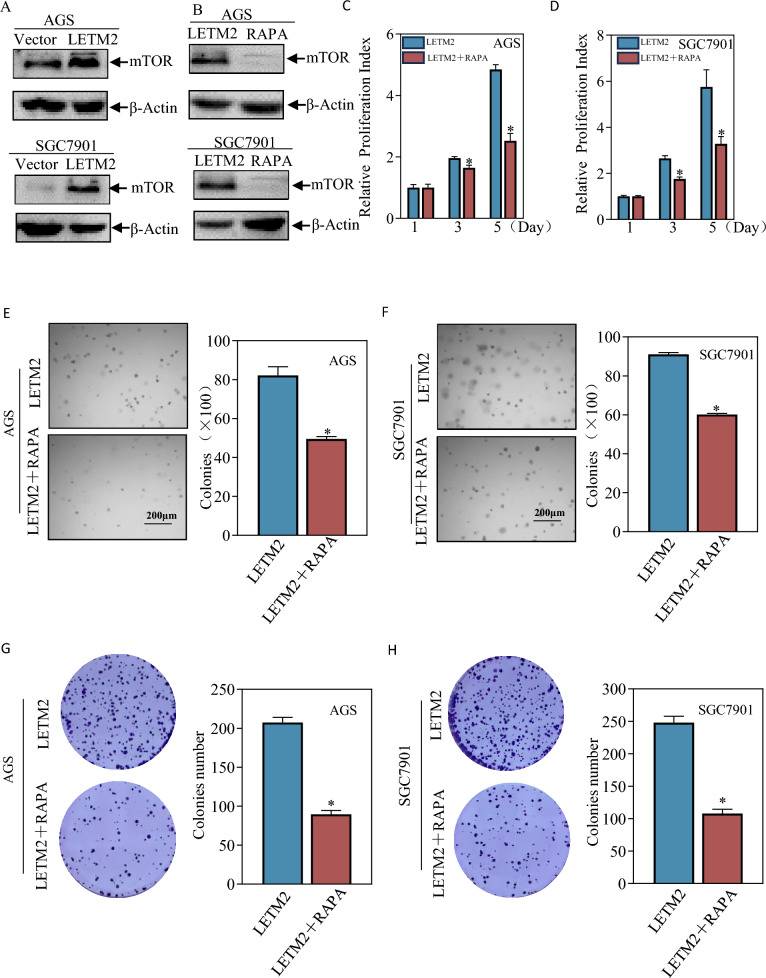 A
AGS
Vector LETM2
mTOR
β-Actin
SGC7901
Vector LETM2
mTOR
β-Actin
B
AGS
LETM2 RAPA
mTOR
β-Actin
SGC7901
LETM2 RAPA
mTOR
β-Actin
C
Relative Proliferation Index
6
4
2
0
LETM2
LETM2+RAPA
AGS
*
*
1 3 5 (Day)
D
Relative Proliferation Index
8
6
4
2
0
LETM2
LETM2+RAPA
SGC7901
*
*
1 3 5 (Day)
E
AGS
LETM2
LETM2+RAPA
200μm
Colonies (×100)
100
80
60
40
20
0
AGS
*
LETM2
LETM2+RAPA
F
SGC7901
LETM2
LETM2+RAPA
200μm
Colonies (×100)
100
80
60
40
20
0
SGC7901
*
LETM2
LETM2+RAPA
G
AGS
LETM2
LETM2+RAPA
Colonies number
250
200
150
100
50
0
AGS
*
LETM2
LETM2+RAPA
H
SGC7901
LETM2
LETM2+RAPA
Colonies number
300
250
200
150
100
50
0
SGC7901
*
LETM2
LETM2+RAPA